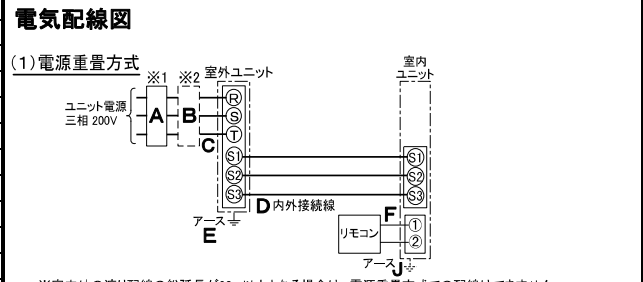 電気配線図
(1)電源重畳方式
※1 ※2 室外ユニット
室内
ユニット
ユニット電源
三相 200V
A
B
C
R
S
T
S1
S2
S3
S1
S2
S3
D 内外接続線
アース
E
F
リモコン
①
②
アース J